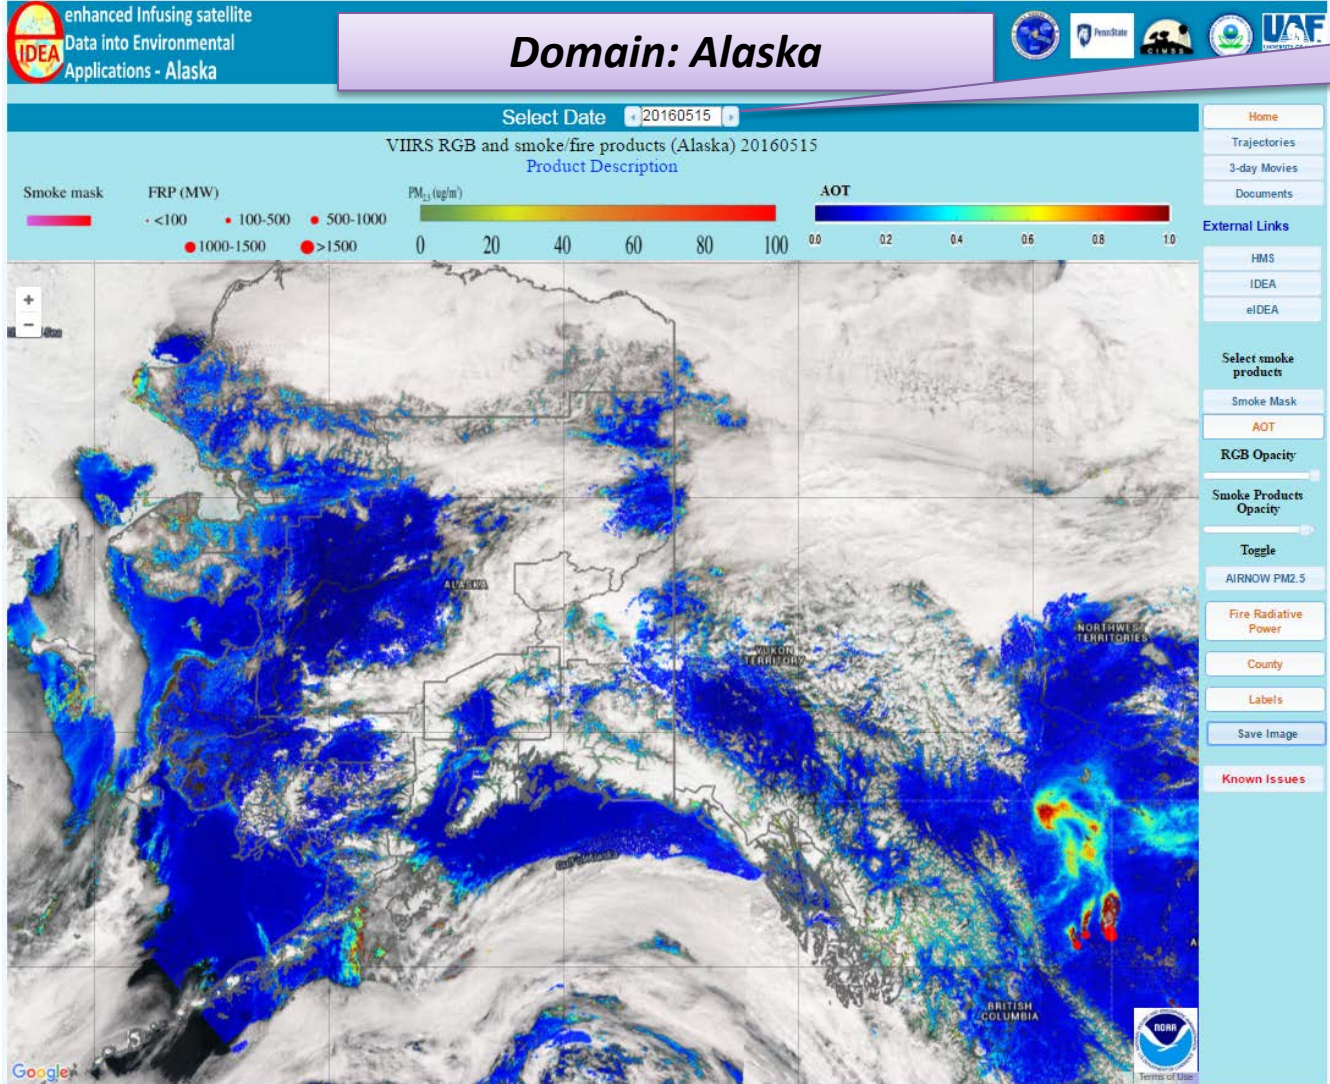 enhanced Infusing satellite
Data into Environmental
Applications - Alaska
IDEA
Domain: Alaska
PennState
CIMSS
UAF
Select Date 20160515
VIIRS RGB and smoke/fire products (Alaska) 20160515
Product Description
Smoke mask
FRP (MW)
<100 100-500 500-1000
1000-1500 >1500
PM2.5 (ug/m³)
0 20 40 60 80 100
AOT
0.0 0.2 0.4 0.6 0.8 1.0
Home
Trajectories
3-day Movies
Documents
External Links
HMS
IDEA
eIDEA
Select smoke
products
Smoke Mask
AOT
RGB Opacity
Smoke Products
Opacity
Toggle
AIRNOW PM2.5
Fire Radiative
Power
County
Labels
Save Image
Known Issues
+
−
ALASKA
YUKON
TERRITORY
NORTHWEST
TERRITORIES
BRITISH
COLUMBIA
NOAA
Google
Terms of Use